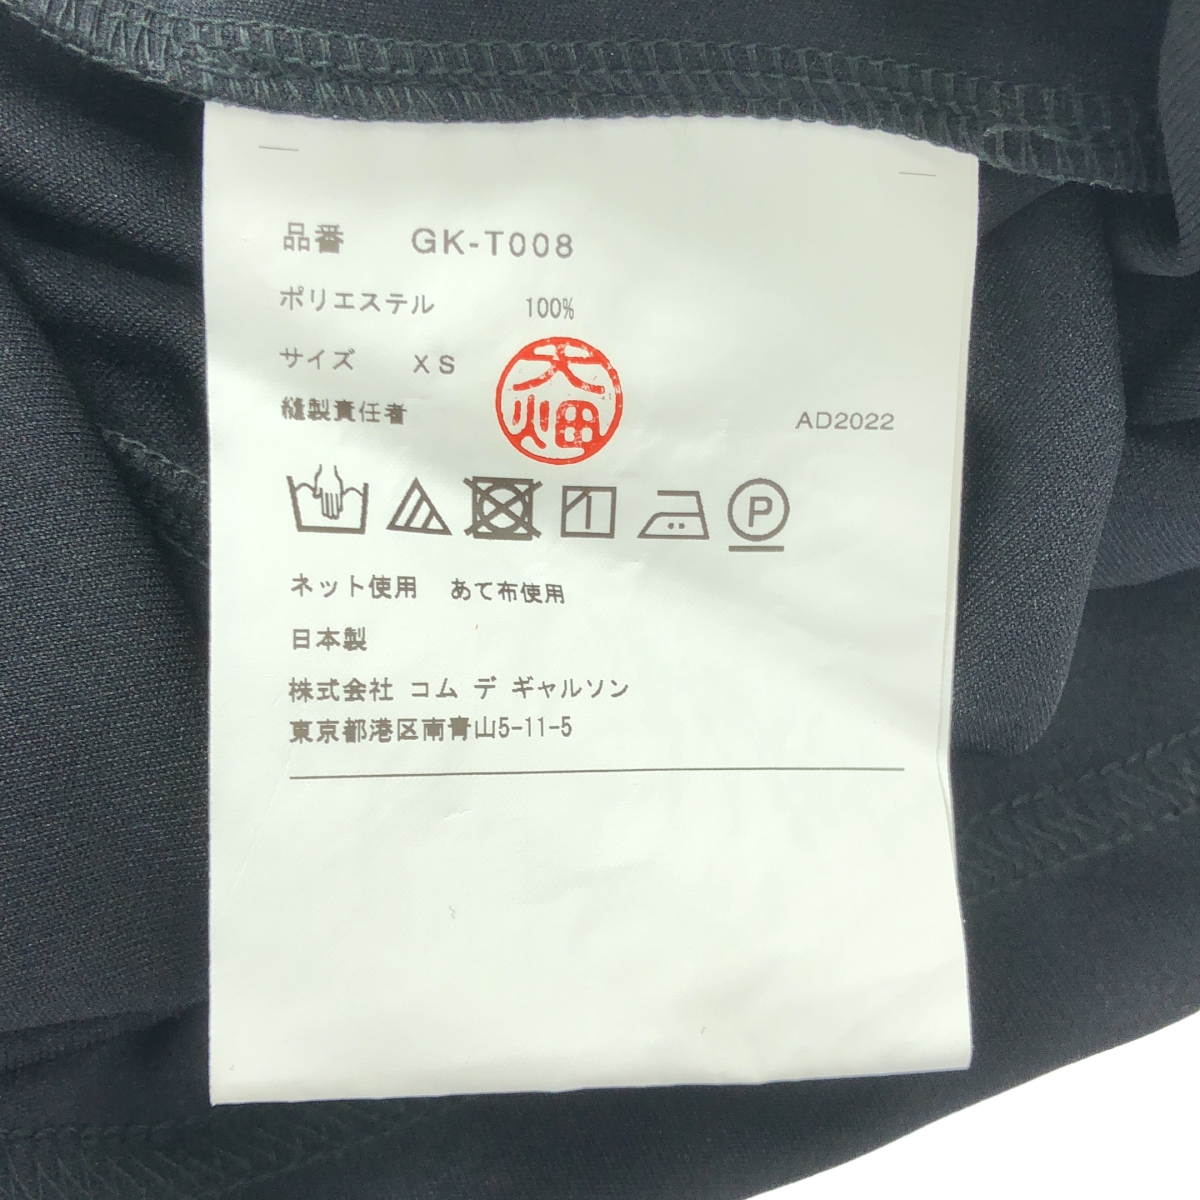 品番 GK-T008
ポリエステル 100%
サイズ XS
縫製責任者 大畑 AD2022
P
ネット使用 あて布使用
日本製
株式会社 コム デ ギャルソン
東京都港区南青山5-11-5